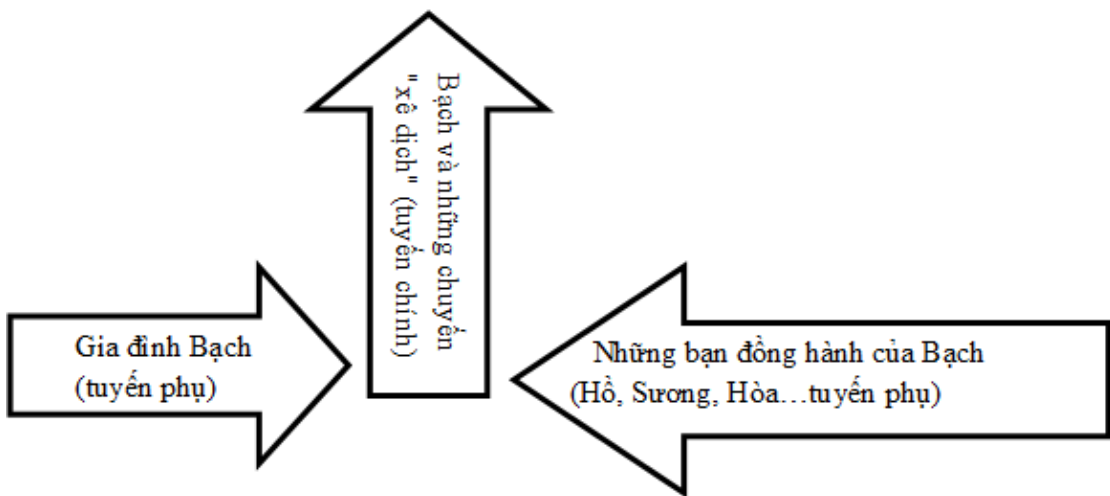 Bạch và những chuyến
"xê dịch" (tuyến chính)
Gia đình Bạch
(tuyến phụ)
Những bạn đồng hành của Bạch
(Hồ, Sương, Hòa...tuyến phụ)